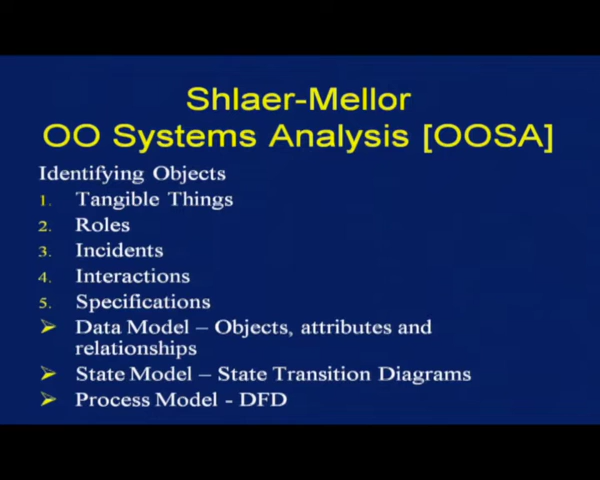 Shlaer-Mellor
OO Systems Analysis [OOSA]
Identifying Objects
1. Tangible Things
2. Roles
3. Incidents
4. Interactions
5. Specifications
➢ Data Model – Objects, attributes and
relationships
➢ State Model – State Transition Diagrams
➢ Process Model - DFD